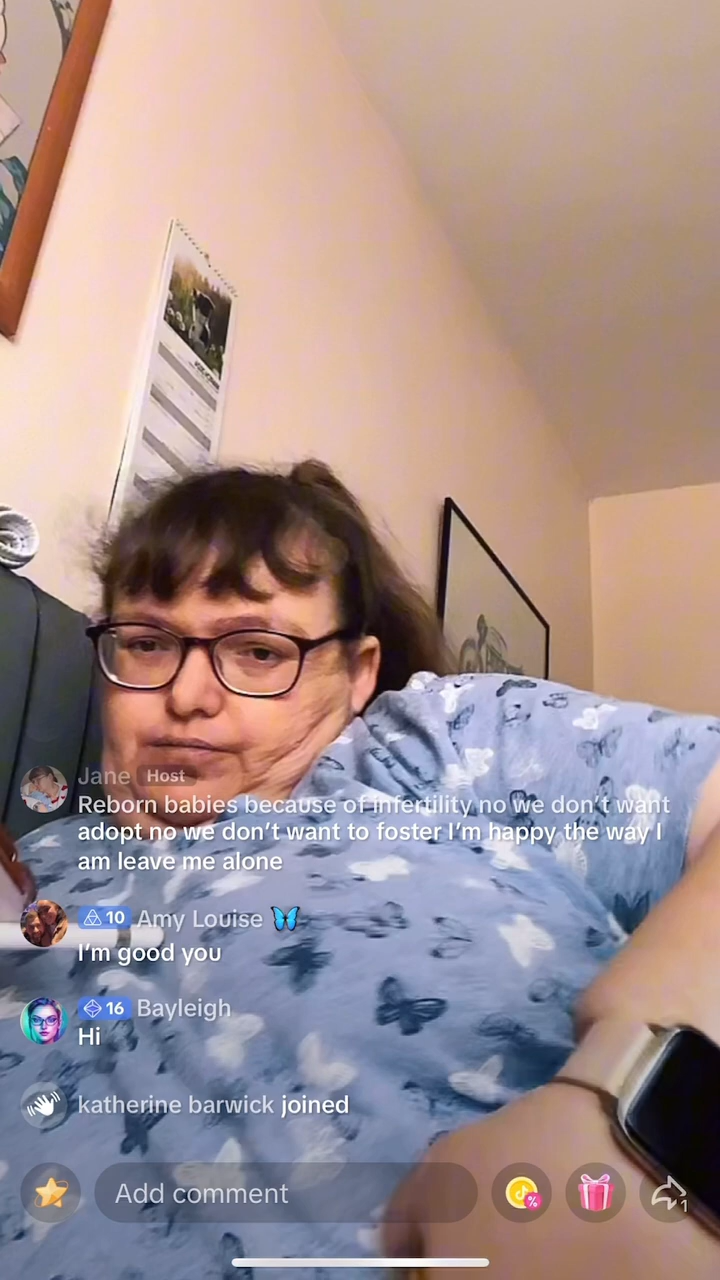 Jane Host
Reborn babies because of infertility no we don't want
adopt no we don't want to foster I'm happy the way I
am leave me alone
10 Amy Louise 🦋
I'm good you
16 Bayleigh
Hi
katherine barwick joined
Add comment
1